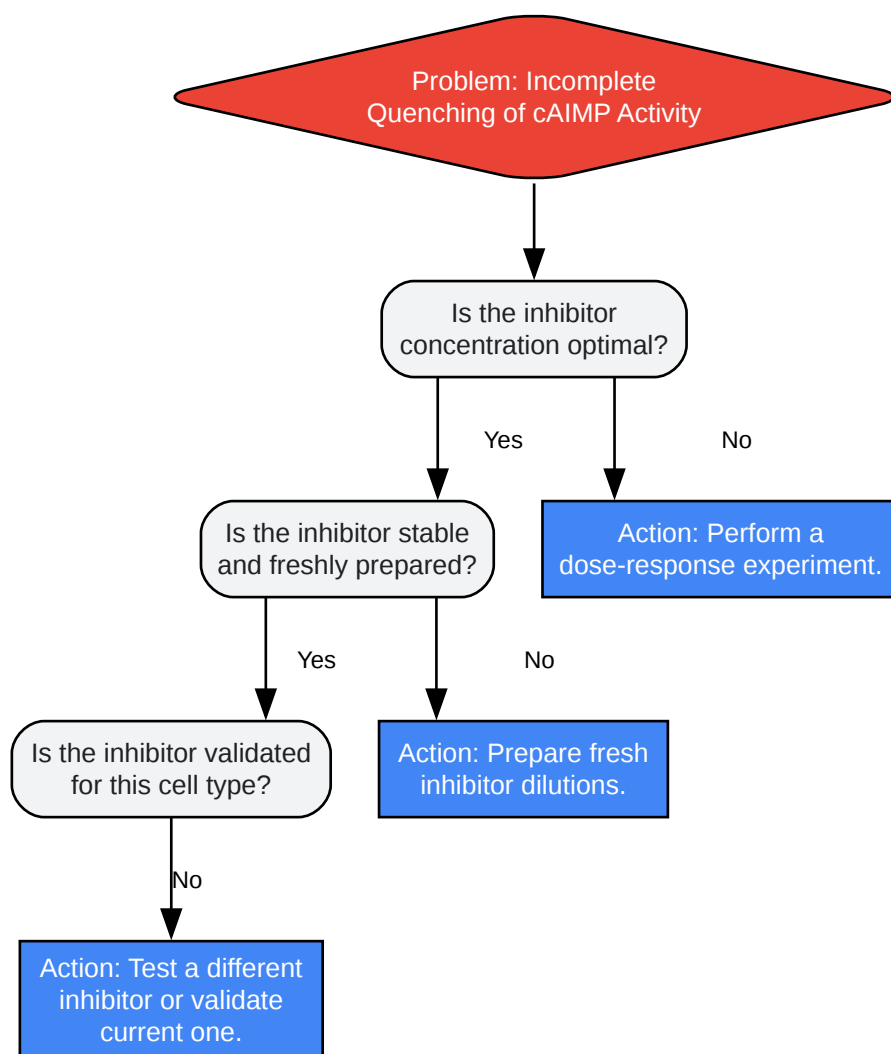 Problem: Incomplete
Quenching of cAIMP Activity
Is the inhibitor
concentration optimal?
Yes
No
Is the inhibitor stable
and freshly prepared?
Action: Perform a
dose-response experiment.
Yes
No
Is the inhibitor validated
for this cell type?
Action: Prepare fresh
inhibitor dilutions.
No
Action: Test a different
inhibitor or validate
current one.